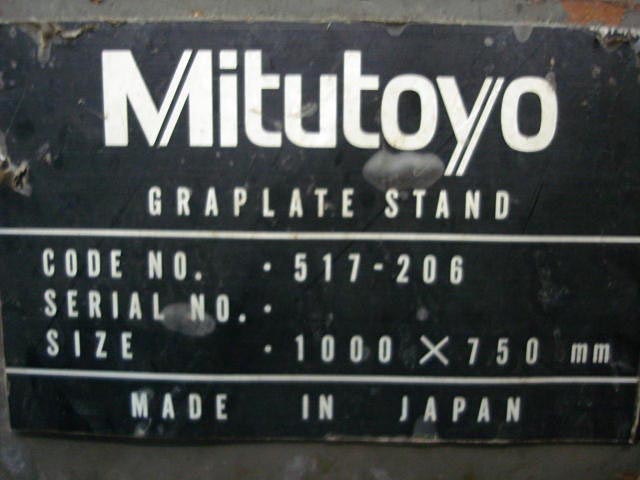 Mitutoyo
GRAPLATE STAND
CODE NO. · 517-206
SERIAL NO. ·
SIZE · 1000 × 750 mm
MADE IN JAPAN